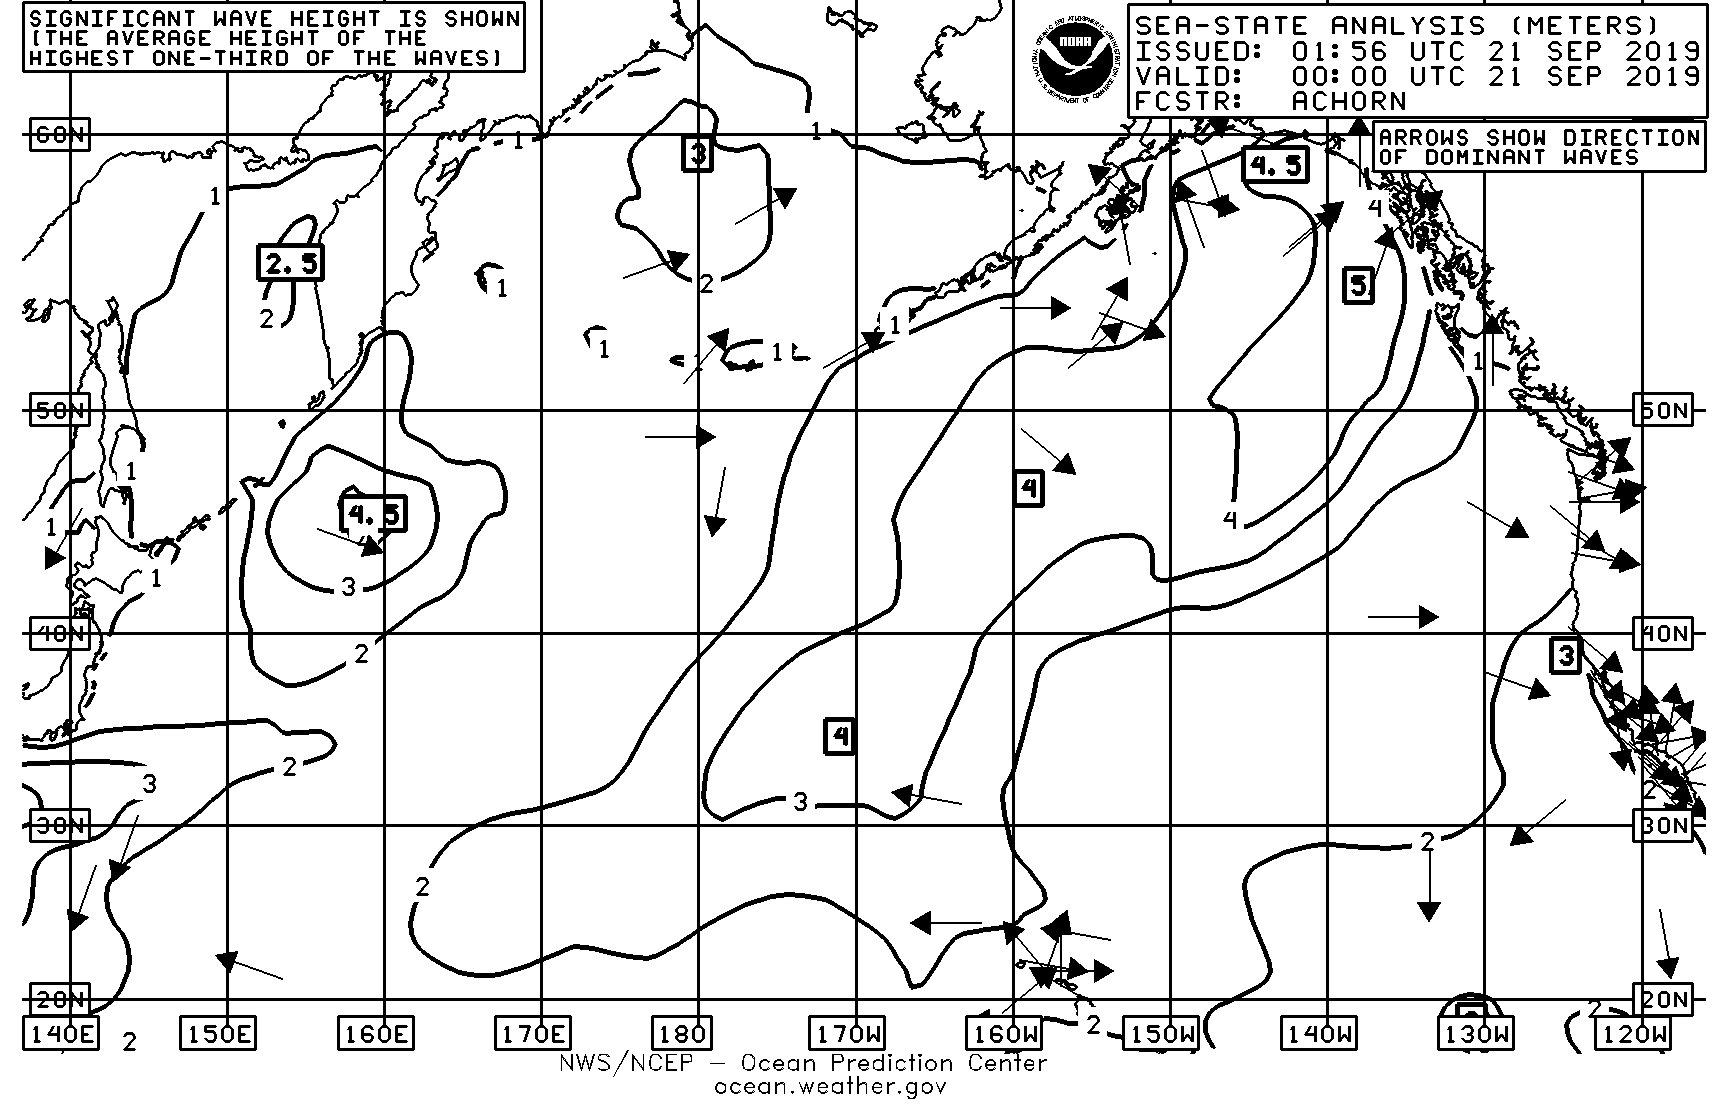 SIGNIFICANT WAVE HEIGHT IS SHOWN
(THE AVERAGE HEIGHT OF THE
HIGHEST ONE-THIRD OF THE WAVES)
NOAA
SEA-STATE ANALYSIS (METERS)
ISSUED: 01:56 UTC 21 SEP 2019
VALID: 00:00 UTC 21 SEP 2019
FCSTR: ACHORN
ARROWS SHOW DIRECTION
OF DOMINANT WAVES
60N
1
1
3
4.5
1
4
2.5
1
2
5
2
1
1
1
1
50N
50N
1
4
4.5
1
4
1
3
40N
40N
2
3
4
2
3
3
2
30N
30N
2
2
20N
20N
2
2
2
140E
150E
160E
170E
180
170W
160W
150W
140W
130W
120W
NWS/NCEP – Ocean Prediction Center
ocean.weather.gov